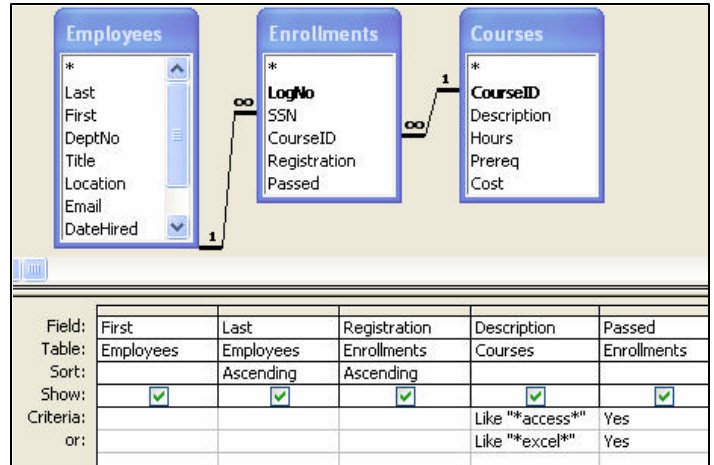 Employees Enrollments Courses
* * *
Last LogNo CourseID
First SSN Description
DeptNo CourseID Hours
Title Registration Prereq
Location Passed Cost
Email
DateHired
∞ 1
∞
1
Field: First Last Registration Description Passed
Table: Employees Employees Enrollments Courses Enrollments
Sort: Ascending Ascending
Show:
Criteria: Like "*access*" Yes
or: Like "*excel*" Yes